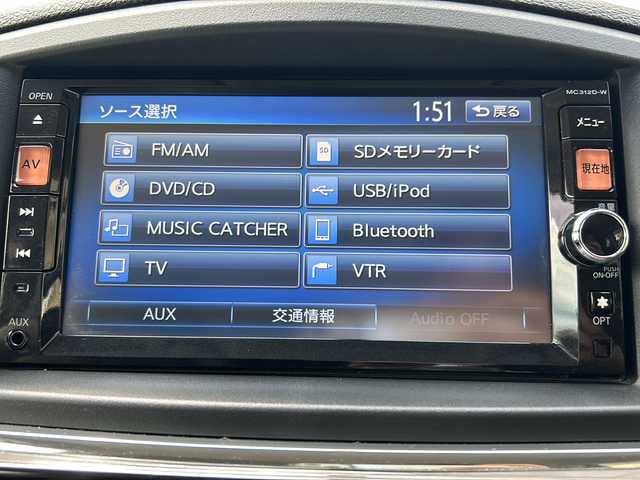 OPEN
MC312D-W
ソース選択
1:51
戻る
メニュー
AV
FM/AM
SDメモリーカード
現在地
DVD/CD
USB/iPod
音量
MUSIC CATCHER
Bluetooth
TV
VTR
PUSH
ON-OFF
AUX
交通情報
Audio OFF
AUX
OPT